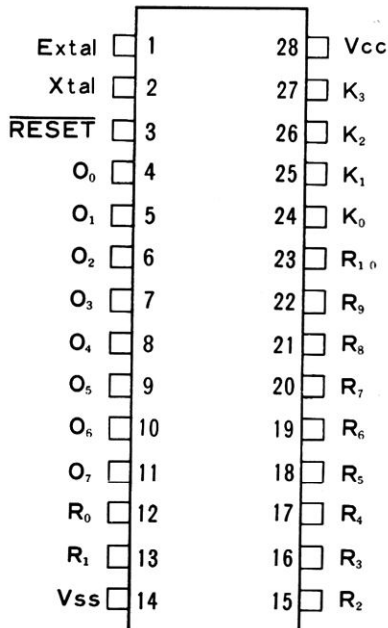 Extal 1 28 Vcc
Xtal 2 27 K₃
RESET 3 26 K₂
O₀ 4 25 K₁
O₁ 5 24 K₀
O₂ 6 23 R₁₀
O₃ 7 22 R₉
O₄ 8 21 R₈
O₅ 9 20 R₇
O₆ 10 19 R₆
O₇ 11 18 R₅
R₀ 12 17 R₄
R₁ 13 16 R₃
Vss 14 15 R₂